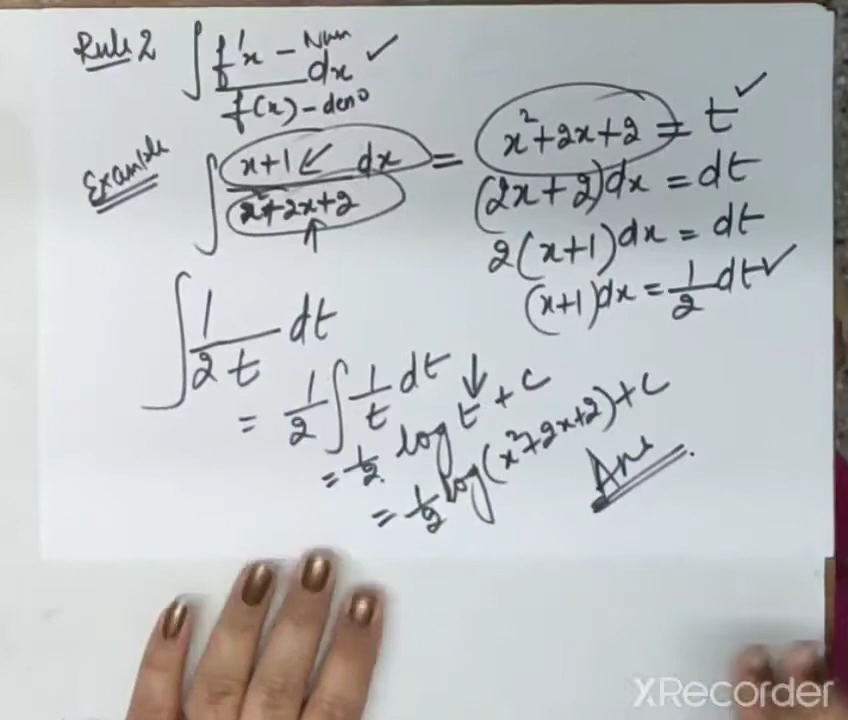 Rule 2 ∫ f'x - Num dx ✓
f(x) - deno
Example ∫ x+1 ↙ dx = x²+2x+2 = t ✓
x²+2x+2 (2x+2)dx = dt
↑ 2(x+1)dx = dt
(x+1)dx = 1/2 dt ✓
∫ 1/2t dt
= 1/2 ∫ 1/t dt
= 1/2 log t + c
= 1/2 log(x²+2x+2)+c
Ans
XRecorder